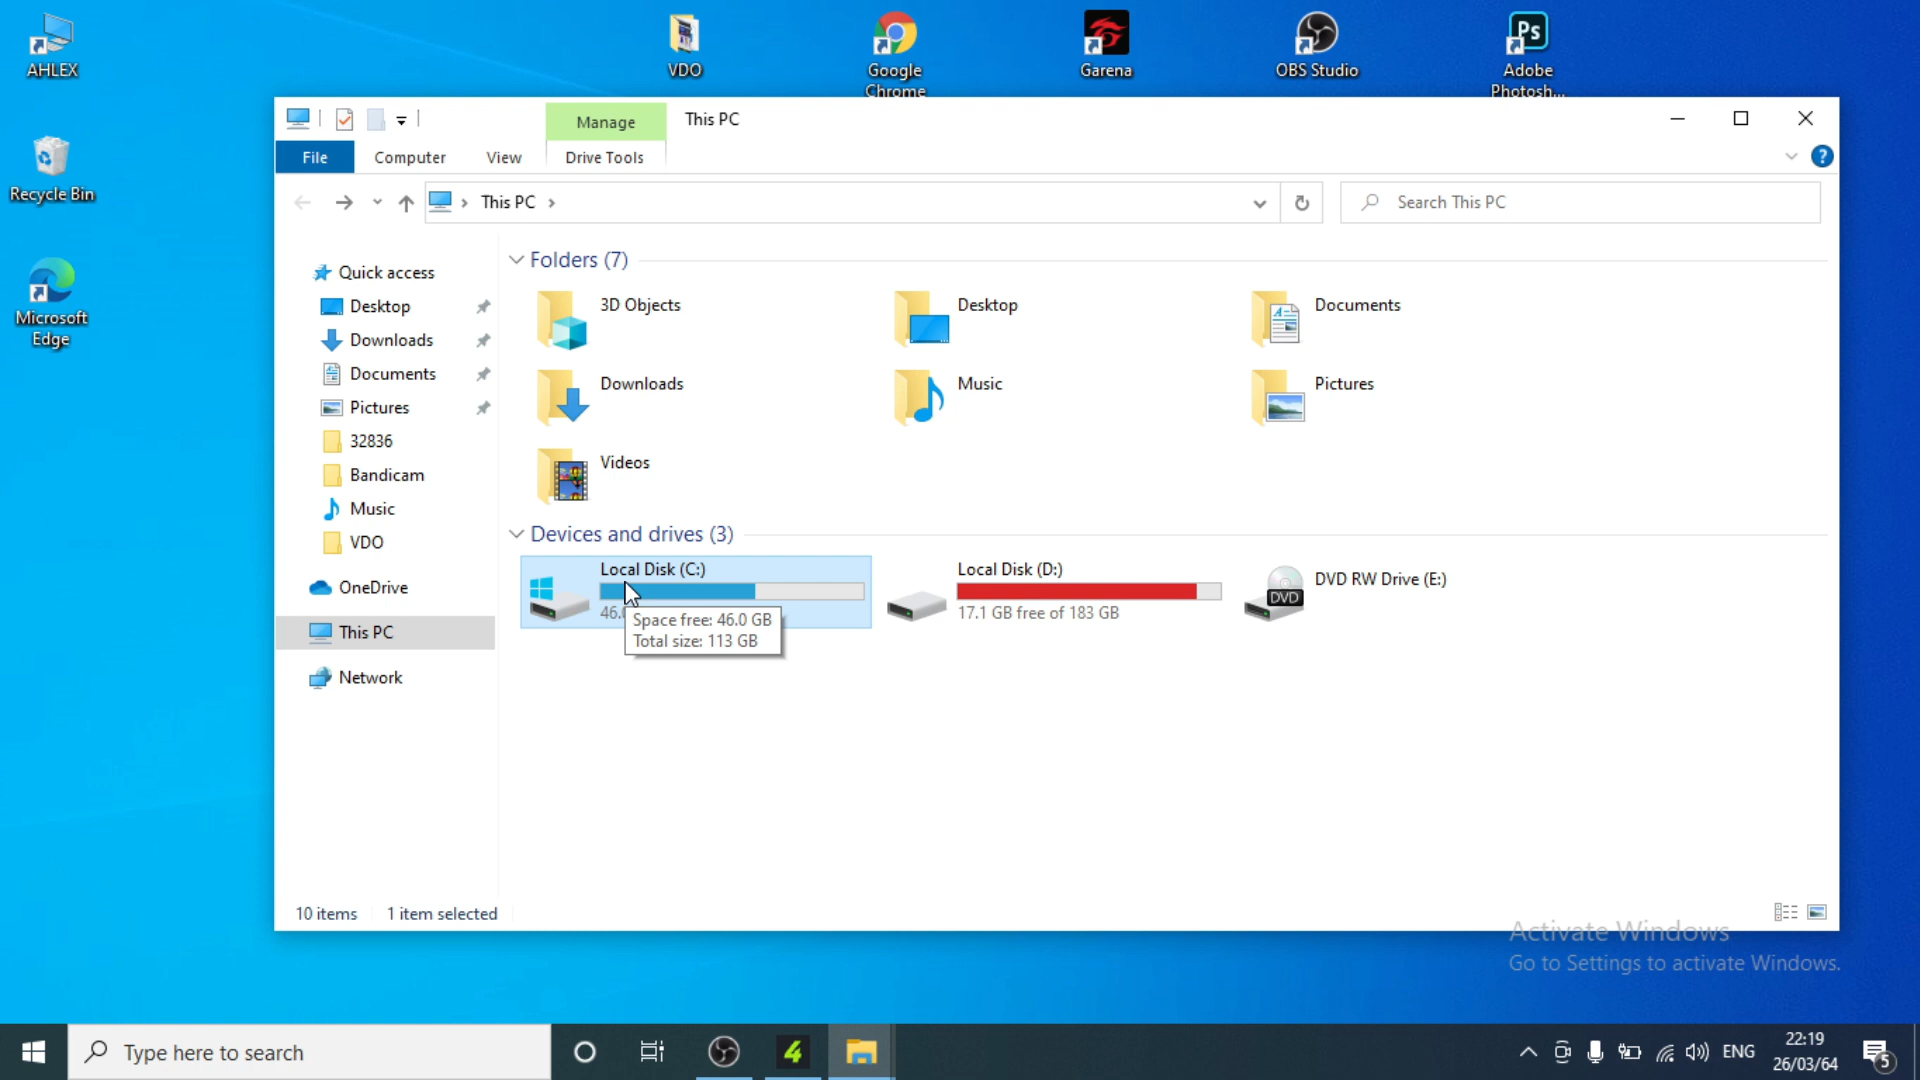 AHLEX
Recycle Bin
Microsoft
Edge
VDO
Google
Chrome
Garena
OBS Studio
Ps
Adobe
Photosh...
Manage
This PC
File
Computer
View
Drive Tools
?
This PC
Search This PC
Quick access
Desktop
Downloads
Documents
Pictures
32836
Bandicam
Music
VDO
OneDrive
This PC
Network
Folders (7)
3D Objects
Desktop
Documents
Downloads
Music
Pictures
Videos
Devices and drives (3)
Local Disk (C:)
46.0
Space free: 46.0 GB
Total size: 113 GB
Local Disk (D:)
17.1 GB free of 183 GB
DVD
DVD RW Drive (E:)
10 items
1 item selected
Activate Windows
Go to Settings to activate Windows.
Type here to search
4
ENG
22:19
26/03/64
5